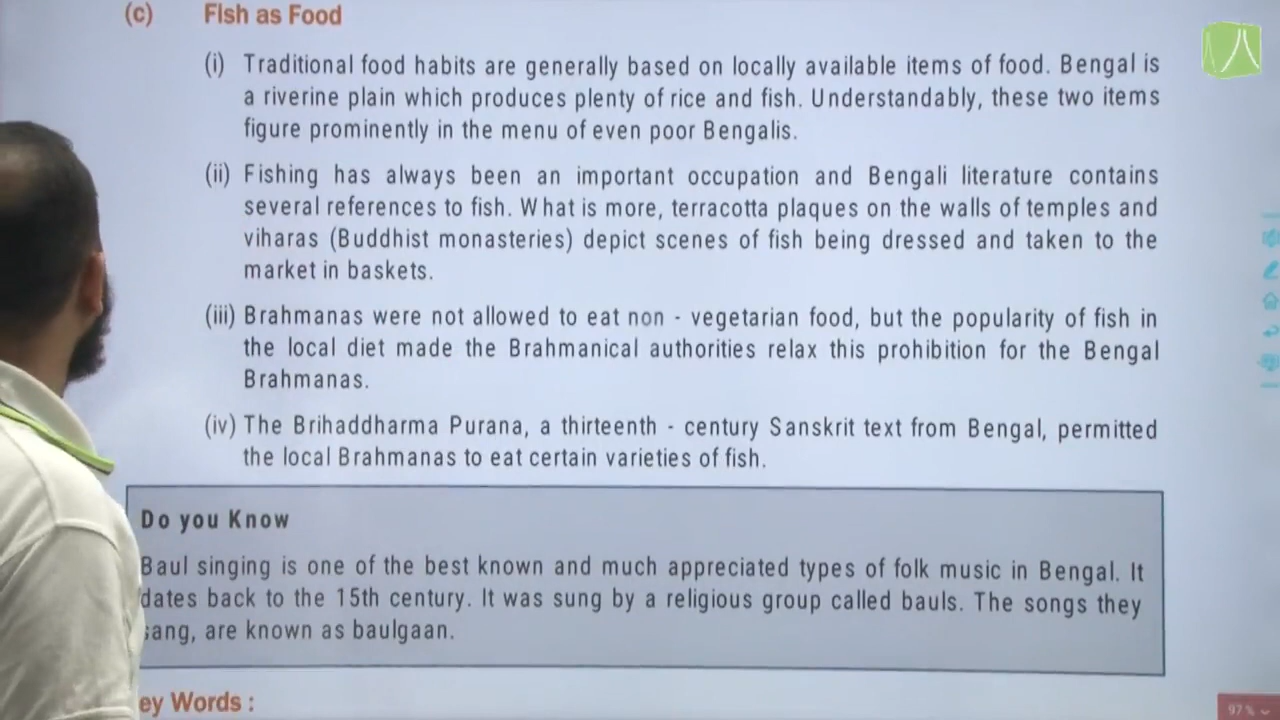 (c) FIsh as Food
(i) Traditional food habits are generally based on locally available items of food. Bengal is
a riverine plain which produces plenty of rice and fish. Understandably, these two items
figure prominently in the menu of even poor Bengalis.
(ii) Fishing has always been an important occupation and Bengali literature contains
several references to fish. What is more, terracotta plaques on the walls of temples and
viharas (Buddhist monasteries) depict scenes of fish being dressed and taken to the
market in baskets.
(iii) Brahmanas were not allowed to eat non - vegetarian food, but the popularity of fish in
the local diet made the Brahmanical authorities relax this prohibition for the Bengal
Brahmanas.
(iv) The Brihaddharma Purana, a thirteenth - century Sanskrit text from Bengal, permitted
the local Brahmanas to eat certain varieties of fish.
Do you Know
Baul singing is one of the best known and much appreciated types of folk music in Bengal. It
dates back to the 15th century. It was sung by a religious group called bauls. The songs they
sang, are known as baulgaan.
ey Words :
97%